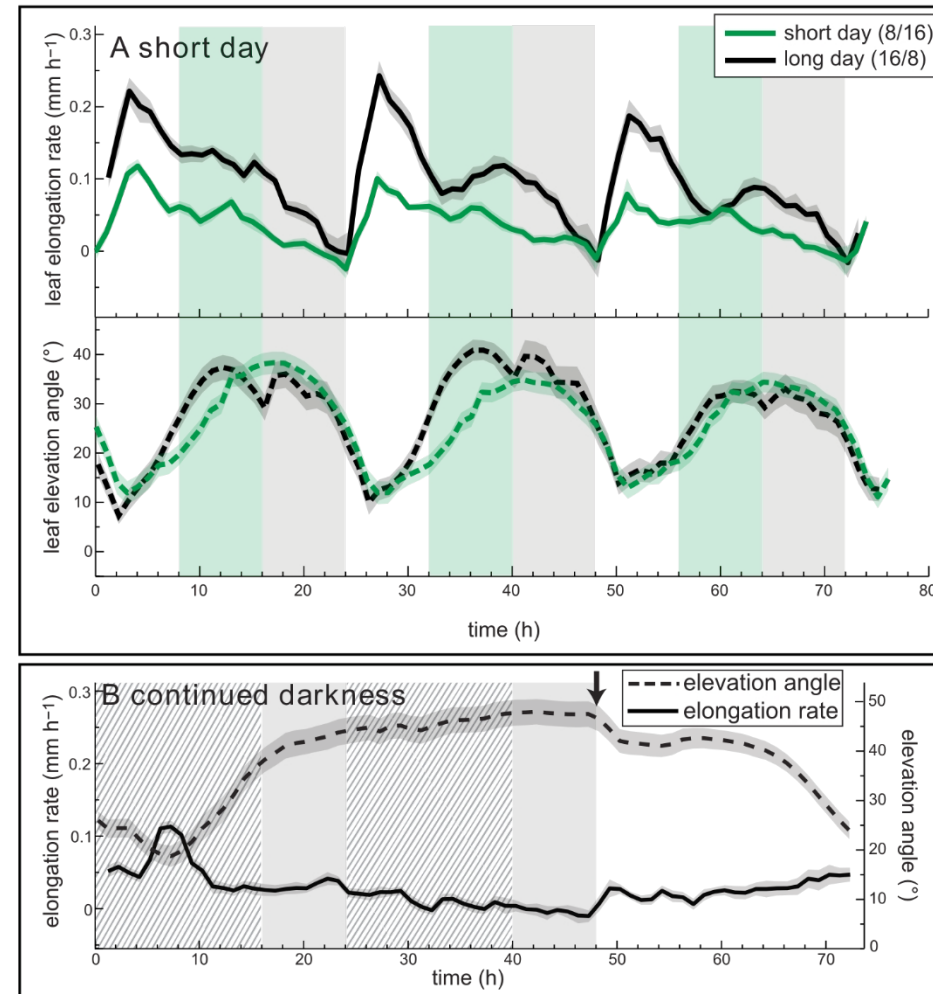 A short day
short day (8/16)
long day (16/8)
leaf elongation rate (mm h⁻¹)
0.3
0.2
0.1
0
leaf elevation angle (°)
40
30
20
10
0
0 10 20 30 40 50 60 70 80
time (h)
B continued darkness
elevation angle
elongation rate
elongation rate (mm h⁻¹)
0.3
0.2
0.1
0
50
40
30
20
10
0
elevation angle (°)
0 10 20 30 40 50 60 70 80
time (h)